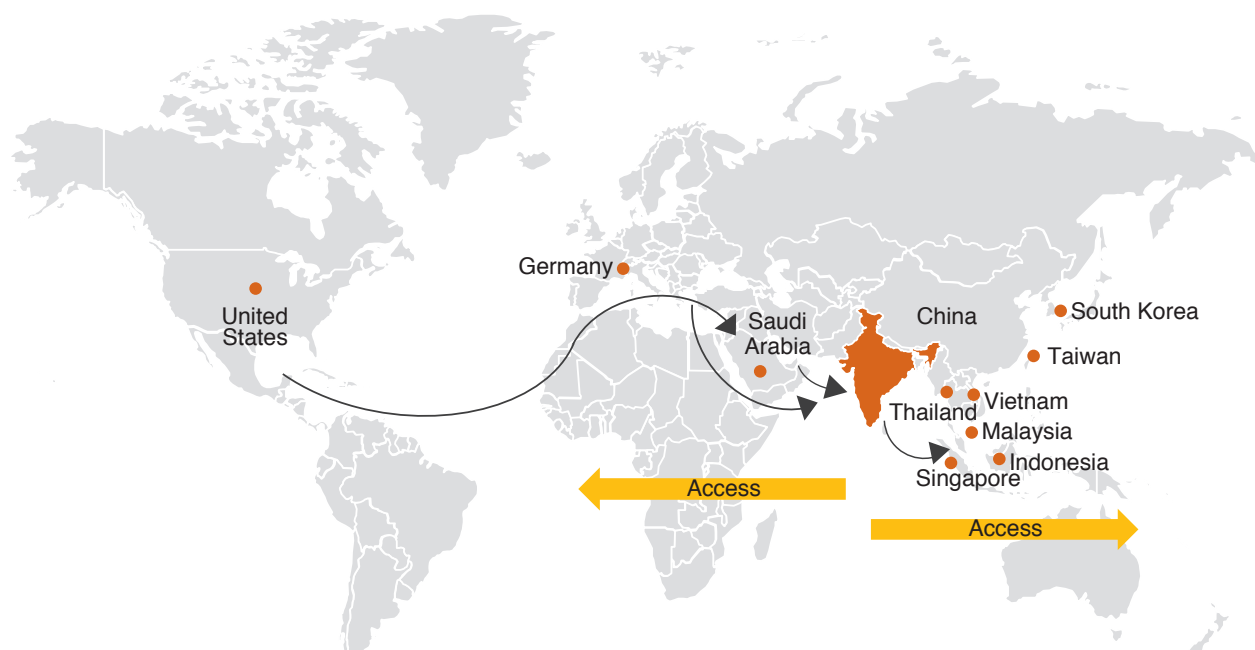 Germany
United
States
Saudi
Arabia
China
South Korea
Taiwan
Thailand
Vietnam
Malaysia
Indonesia
Singapore
Access
Access